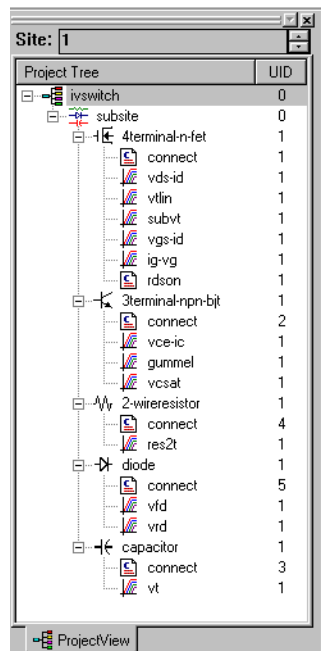 Site: 1
Project Tree UID
ivswitch 0
subsite 0
4terminal-n-fet 1
connect 1
vds-id 1
vtlin 1
subvt 1
vgs-id 1
ig-vg 1
rdson 1
3terminal-npn-bjt 1
connect 2
vce-ic 1
gummel 1
vcsat 1
2-wireresistor 1
connect 4
res2t 1
diode 1
connect 5
vfd 1
vrd 1
capacitor 1
connect 3
vt 1
ProjectView